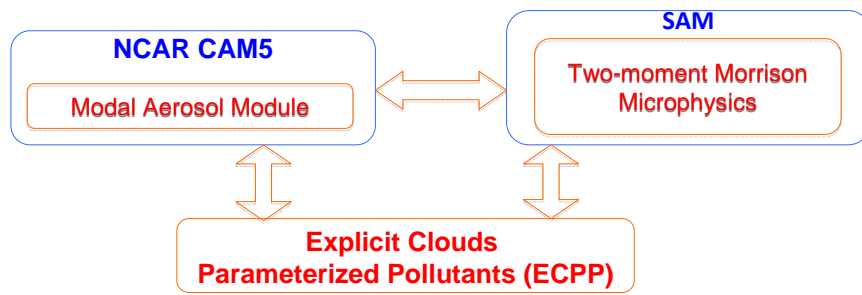 NCAR CAM5
Modal Aerosol Module
SAM
Two-moment Morrison
Microphysics
Explicit Clouds
Parameterized Pollutants (ECPP)